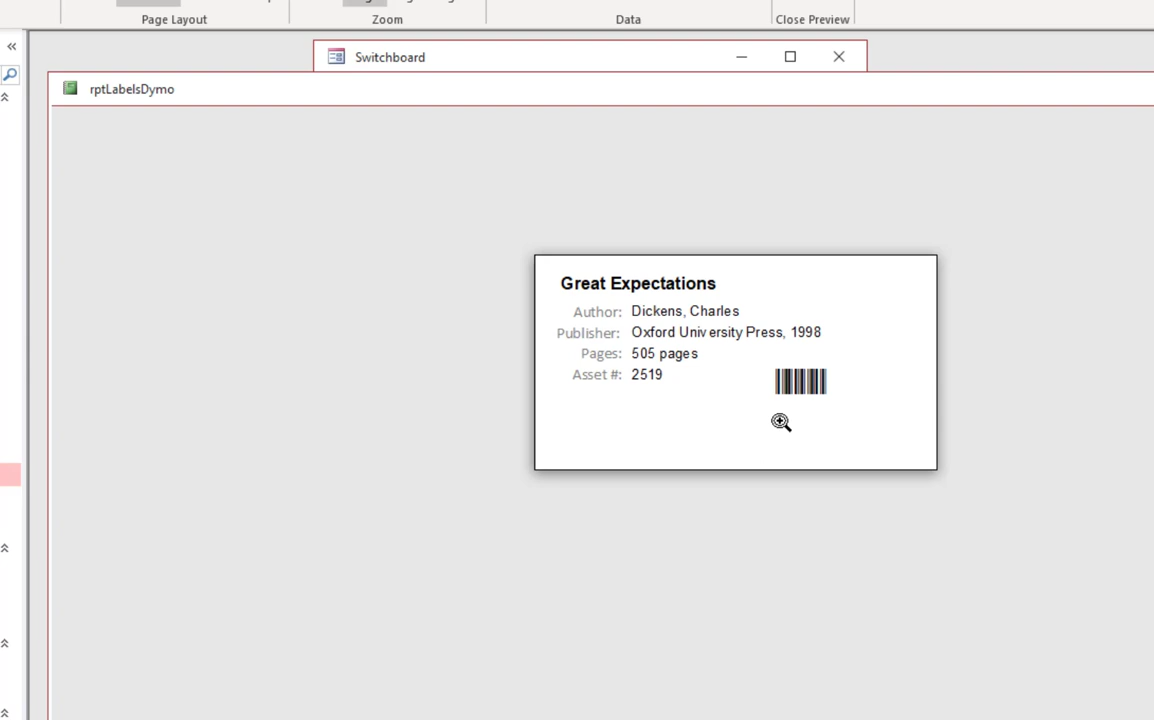 Page Layout
Zoom
Data
Close Preview
Switchboard
rptLabelsDymo
Great Expectations
Author: Dickens, Charles
Publisher: Oxford University Press, 1998
Pages: 505 pages
Asset #: 2519